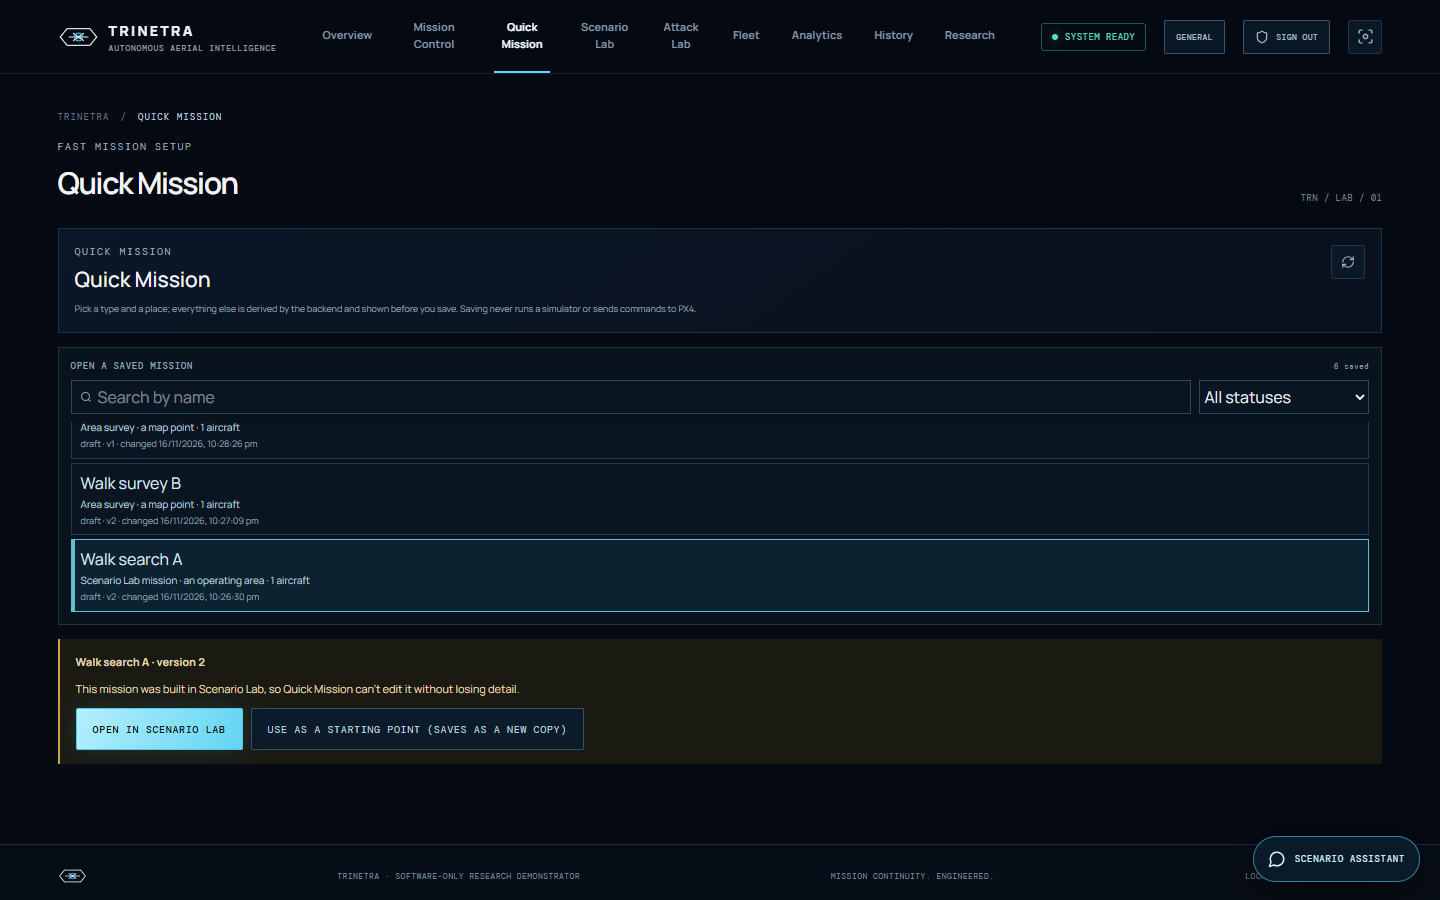 TRINETRA
AUTONOMOUS AERIAL INTELLIGENCE
Overview
Mission Control
Quick Mission
Scenario Lab
Attack Lab
Fleet
Analytics
History
Research
SYSTEM READY
GENERAL
SIGN OUT
TRINETRA / QUICK MISSION
FAST MISSION SETUP
Quick Mission
TRN / LAB / 01
QUICK MISSION
Quick Mission
Pick a type and a place; everything else is derived by the backend and shown before you save. Saving never runs a simulator or sends commands to PX4.
OPEN A SAVED MISSION
6 saved
Search by name
All statuses
Area survey · a map point · 1 aircraft
draft · v1 · changed 16/11/2026, 10:28:26 pm
Walk survey B
Area survey · a map point · 1 aircraft
draft · v2 · changed 16/11/2026, 10:27:09 pm
Walk search A
Scenario Lab mission · an operating area · 1 aircraft
draft · v2 · changed 16/11/2026, 10:26:30 pm
Walk search A · version 2
This mission was built in Scenario Lab, so Quick Mission can't edit it without losing detail.
OPEN IN SCENARIO LAB
USE AS A STARTING POINT (SAVES AS A NEW COPY)
TRINETRA · SOFTWARE-ONLY RESEARCH DEMONSTRATOR
MISSION CONTINUITY. ENGINEERED.
SCENARIO ASSISTANT